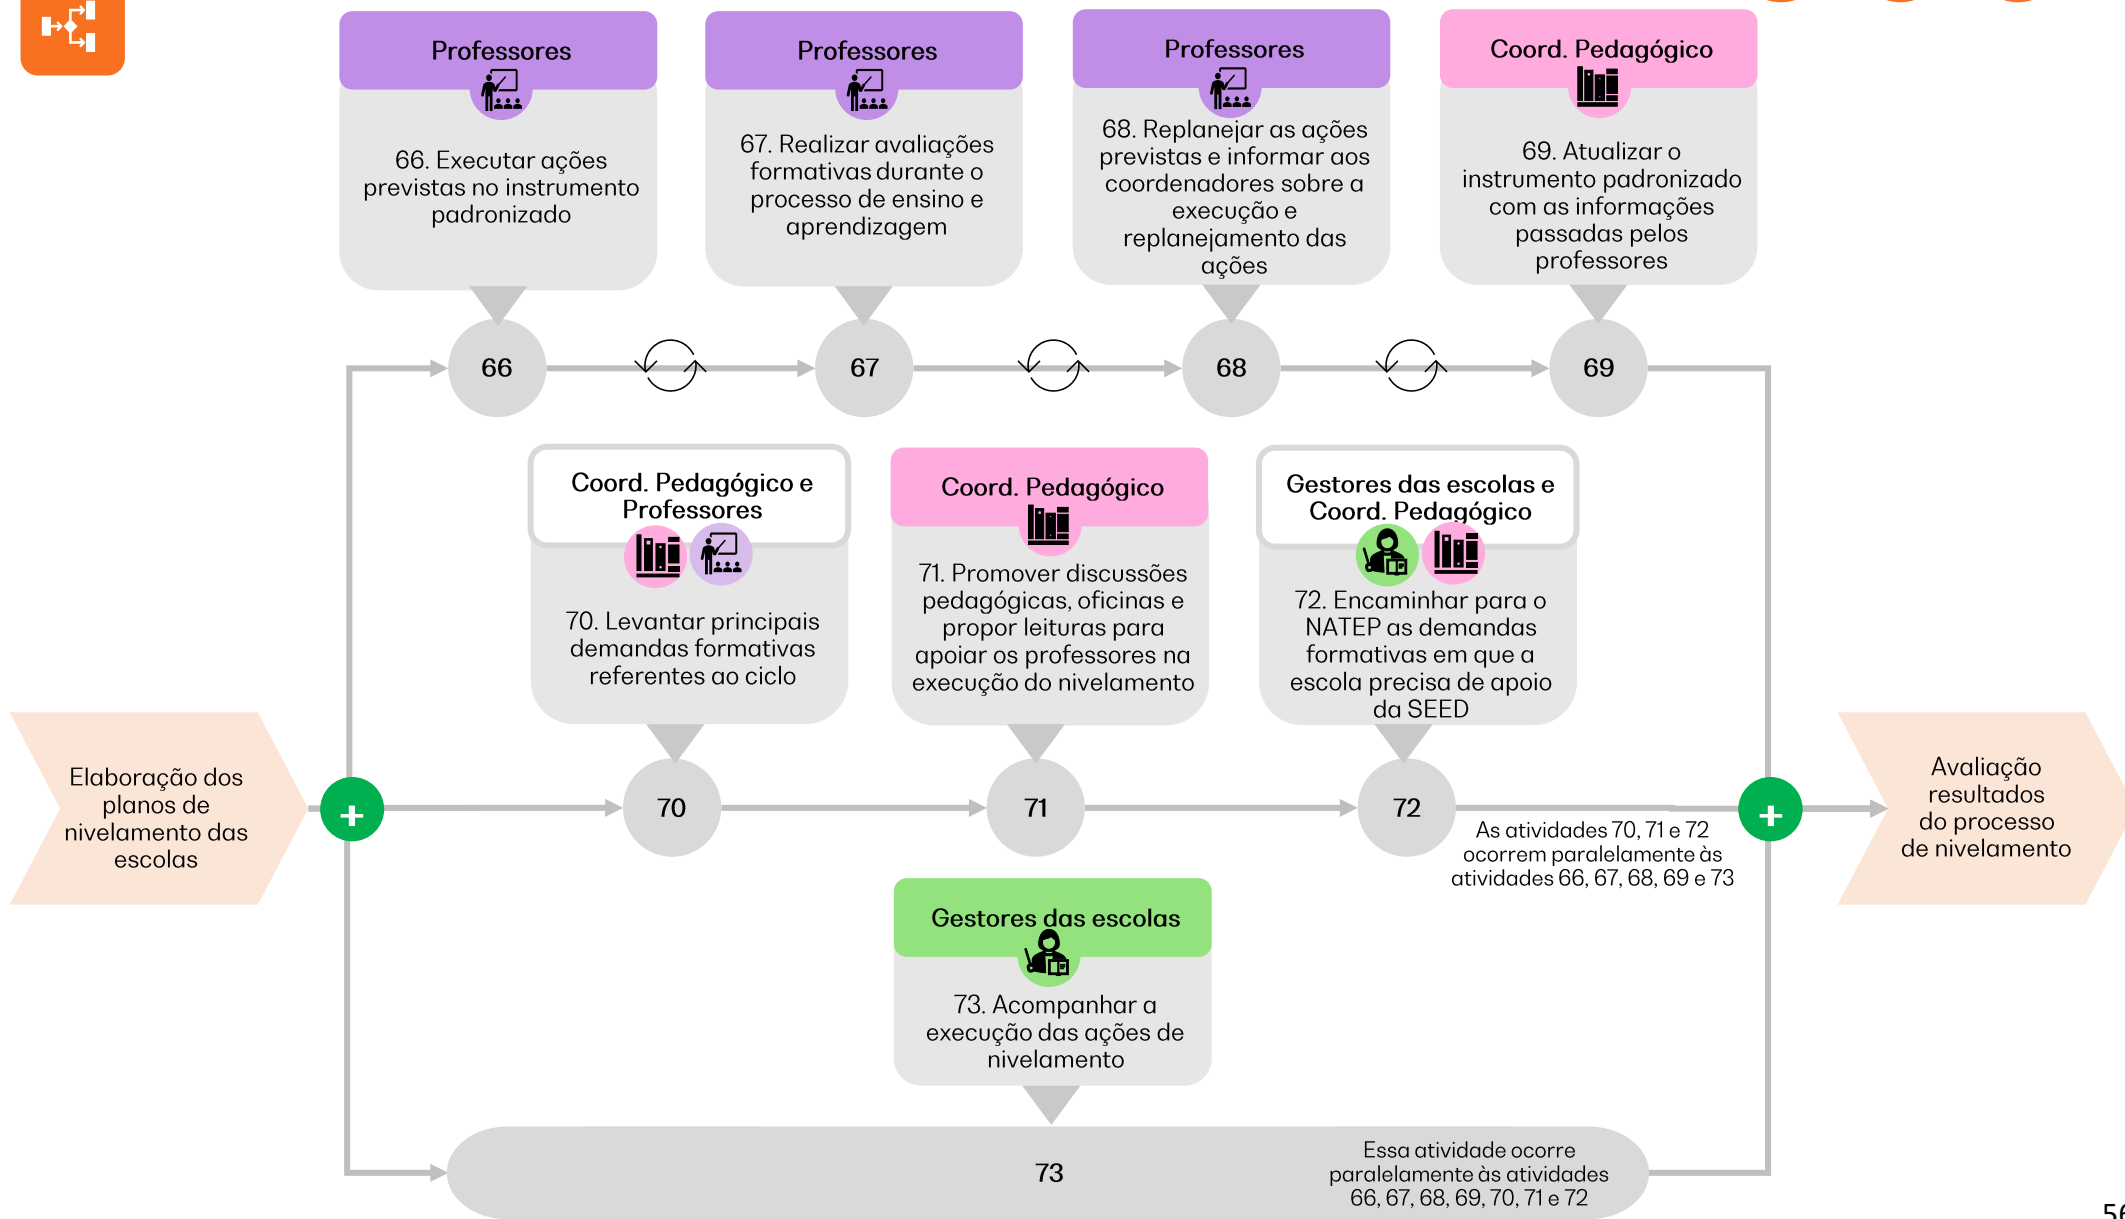 Professores
66. Executar ações
previstas no instrumento
padronizado
Professores
67. Realizar avaliações
formativas durante o
processo de ensino e
aprendizagem
Professores
68. Replanejar as ações
previstas e informar aos
coordenadores sobre a
execução e
replanejamento das
ações
Coord. Pedagógico
69. Atualizar o
instrumento padronizado
com as informações
passadas pelos
professores
66
67
68
69
Coord. Pedagógico e
Professores
70. Levantar principais
demandas formativas
referentes ao ciclo
Coord. Pedagógico
71. Promover discussões
pedagógicas, oficinas e
propor leituras para
apoiar os professores na
execução do nivelamento
Gestores das escolas e
Coord. Pedagógico
72. Encaminhar para o
NATEP as demandas
formativas em que a
escola precisa de apoio
da SEED
Elaboração dos
planos de
nivelamento das
escolas
+
70
71
72
As atividades 70, 71 e 72
ocorrem paralelamente às
atividades 66, 67, 68, 69 e 73
+
Avaliação
resultados
do processo
de nivelamento
Gestores das escolas
73. Acompanhar a
execução das ações de
nivelamento
73
Essa atividade ocorre
paralelamente às atividades
66, 67, 68, 69, 70, 71 e 72